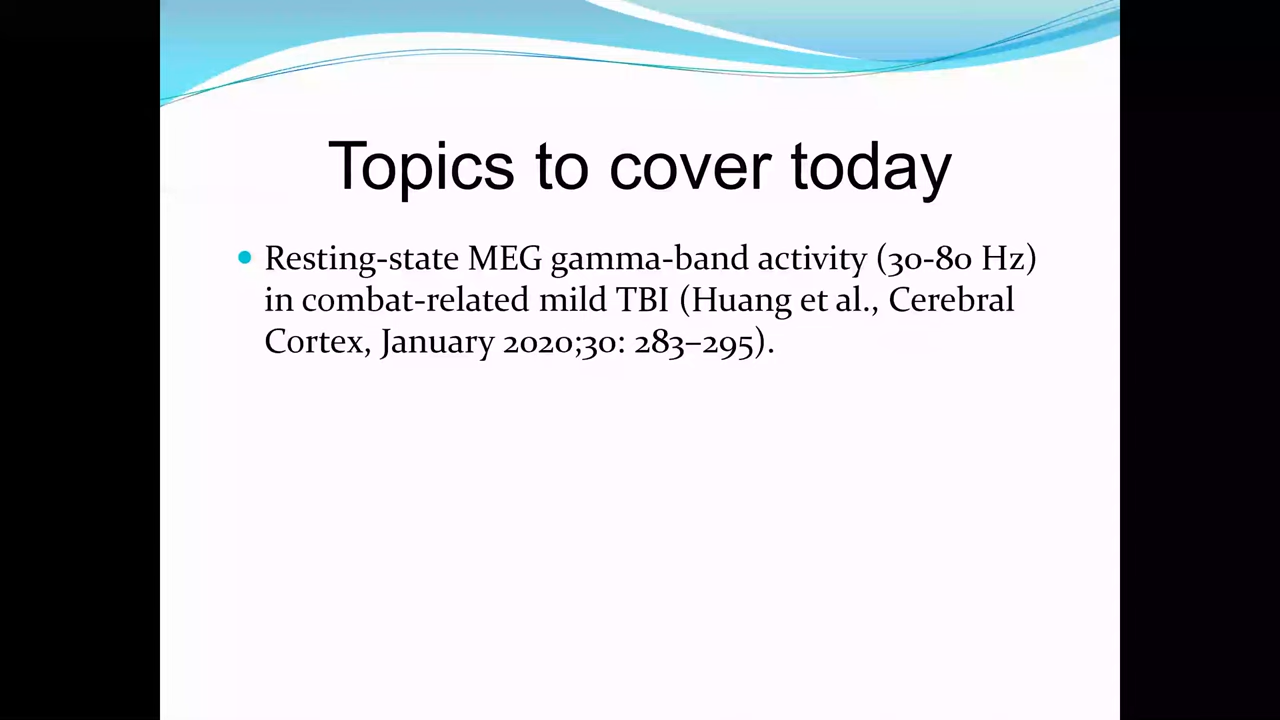 Topics to cover today
• Resting-state MEG gamma-band activity (30-80 Hz)
in combat-related mild TBI (Huang et al., Cerebral
Cortex, January 2020;30: 283–295).